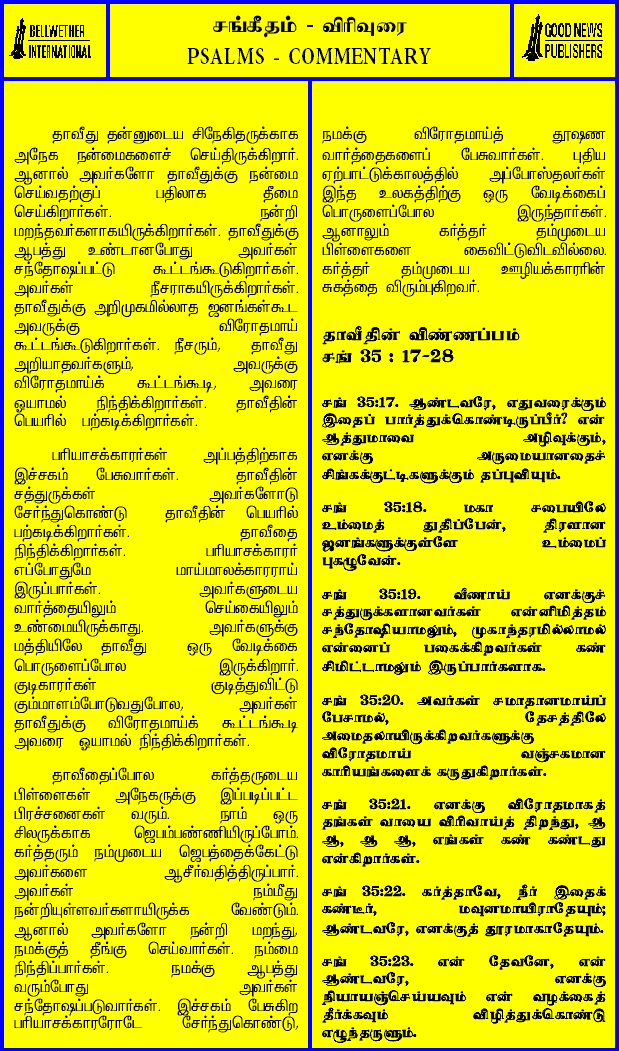 BELLWETHER
INTERNATIONAL
சங்கீதம் - விரிவுரை
PSALMS - COMMENTARY
GOOD NEWS
PUBLISHERS
தாவீது தன்னுடைய சிநேகிதருக்காக
அநேக நன்மைகளைச் செய்திருக்கிறார்.
ஆனால் அவர்களோ தாவீதுக்கு நன்மை
செய்வதற்குப் பதிலாக தீமை
செய்கிறார்கள். நன்றி
மறந்தவர்களாகயிருக்கிறார்கள். தாவீதுக்கு
ஆபத்து உண்டானபோது அவர்கள்
சந்தோஷப்பட்டு கூட்டங்கூடுகிறார்கள்.
அவர்கள் நீசராகயிருக்கிறார்கள்.
தாவீதுக்கு அறிமுகமில்லாத ஜனங்கள்கூட
அவருக்கு விரோதமாய்
கூட்டங்கூடுகிறார்கள். நீசரும், தாவீது
அறியாதவர்களும், அவருக்கு
விரோதமாய்க் கூட்டங்கூடி, அவரை
ஓயாமல் நிந்திக்கிறார்கள். தாவீதின்
பெயரில் பற்கடிக்கிறார்கள்.
பரியாசக்காரர்கள் அப்பத்திற்காக
இச்சகம் பேசுவார்கள். தாவீதின்
சத்துருக்கள் அவர்களோடு
சேர்ந்துகொண்டு தாவீதின் பெயரில்
பற்கடிக்கிறார்கள். தாவீதை
நிந்திக்கிறார்கள். பரியாசக்காரர்
எப்போதுமே மாய்மாலக்காரராய்
இருப்பார்கள். அவர்களுடைய
வார்த்தையிலும் செய்கையிலும்
உண்மையிருக்காது. அவர்களுக்கு
மத்தியிலே தாவீது ஒரு வேடிக்கை
பொருளைப்போல இருக்கிறார்.
குடிகாரர்கள் குடித்துவிட்டு
கும்மாளம்போடுவதுபோல, அவர்கள்
தாவீதுக்கு விரோதமாய்க் கூட்டங்கூடி
அவரை ஓயாமல் நிந்திக்கிறார்கள்.
தாவீதைப்போல கர்த்தருடைய
பிள்ளைகள் அநேகருக்கு இப்படிப்பட்ட
பிரச்சனைகள் வரும். நாம் ஒரு
சிலருக்காக ஜெபம்பண்ணியிருப்போம்.
கர்த்தரும் நம்முடைய ஜெபத்தைக்கேட்டு
அவர்களை ஆசீர்வதித்திருப்பார்.
அவர்கள் நம்மீது
நன்றியுள்ளவர்களாயிருக்க வேண்டும்.
ஆனால் அவர்களோ நன்றி மறந்து,
நமக்குத் தீங்கு செய்வார்கள். நம்மை
நிந்திப்பார்கள். நமக்கு ஆபத்து
வரும்போது அவர்கள்
சந்தோஷப்படுவார்கள். இச்சகம் பேசுகிற
பரியாசக்காரரோடே சேர்ந்துகொண்டு,
நமக்கு விரோதமாய்த் தூஷண
வார்த்தைகளைப் பேசுவார்கள். புதிய
ஏற்பாட்டுக்காலத்தில் அப்போஸ்தலர்கள்
இந்த உலகத்திற்கு ஒரு வேடிக்கைப்
பொருளைப்போல இருந்தார்கள்.
ஆனாலும் கர்த்தர் தம்முடைய
பிள்ளைகளை கைவிட்டுவிடவில்லை.
கர்த்தர் தம்முடைய ஊழியக்காரரின்
சுகத்தை விரும்புகிறவர்.
தாவீதின் விண்ணப்பம்
சங் 35 : 17-28
சங் 35:17. ஆண்டவரே, எதுவரைக்கும்
இதைப் பார்த்துக்கொண்டிருப்பீர்? என்
ஆத்துமாவை அழிவுக்கும்,
எனக்கு அருமையானதைச்
சிங்கக்குட்டிகளுக்கும் தப்புவியும்.
சங் 35:18. மகா சபையிலே
உம்மைத் துதிப்பேன், திரளான
ஜனங்களுக்குள்ளே உம்மைப்
புகழுவேன்.
சங் 35:19. வீணாய் எனக்குச்
சத்துருக்களானவர்கள் என்னிமித்தம்
சந்தோஷியாமலும், முகாந்தரமில்லாமல்
என்னைப் பகைக்கிறவர்கள் கண்
சிமிட்டாமலும் இருப்பார்களாக.
சங் 35:20. அவர்கள் சமாதானமாய்ப்
பேசாமல், தேசத்திலே
அமைதலாயிருக்கிறவர்களுக்கு
விரோதமாய் வஞ்சகமான
காரியங்களைக் கருதுகிறார்கள்.
சங் 35:21. எனக்கு விரோதமாகத்
தங்கள் வாயை விரிவாய்த் திறந்து, ஆ
ஆ, ஆ ஆ, எங்கள் கண் கண்டது
என்கிறார்கள்.
சங் 35:22. கர்த்தாவே, நீர் இதைக்
கண்டீர், மவுனமாயிராதேயும்;
ஆண்டவரே, எனக்குத் தூரமாகாதேயும்.
சங் 35:23. என் தேவனே, என்
ஆண்டவரே, எனக்கு
நியாயஞ்செய்யவும் என் வழக்கைத்
தீர்க்கவும் விழித்துக்கொண்டு
எழுந்தருளும்.